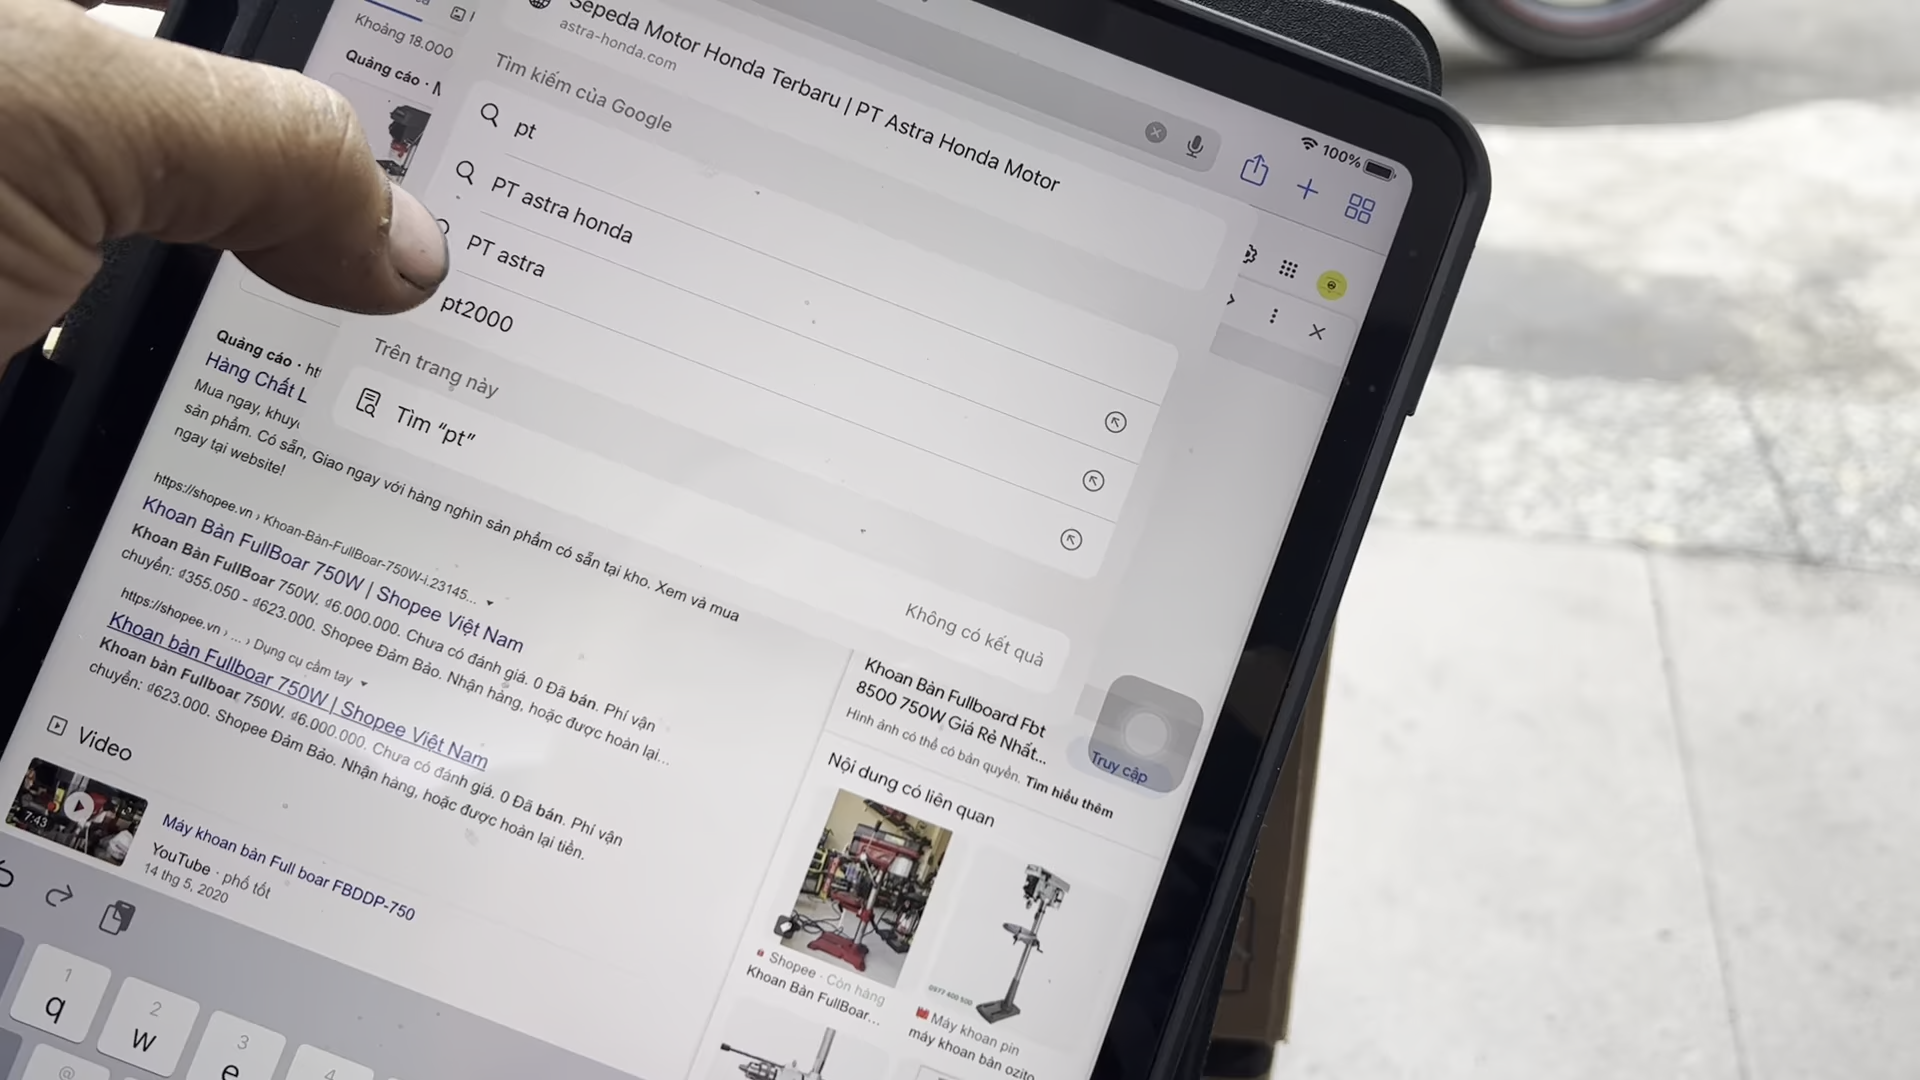 Sepeda Motor Honda Terbaru | PT Astra Honda Motor
astra-honda.com
100%
Khoảng 18.000
Quảng cáo ·
Tìm kiếm của Google
pt
PT astra honda
PT astra
pt2000
Trên trang này
Tìm “pt”
Không có kết quả
Quảng cáo ·
Hàng Chất L
Mua ngay, khuyế
sản phẩm. Có sẵn, Giao ngay với hàng nghìn sản phẩm có sẵn tại kho. Xem và mua
ngay tại website!
https://shopee.vn › Khoan-Bàn-FullBoar-750W-i.23145...
Khoan Bàn FullBoar 750W | Shopee Việt Nam
Khoan Bàn FullBoar 750W. ₫6.000.000. Chưa có đánh giá. 0 Đã bán. Phí vận
chuyển: ₫355.050 - ₫623.000. Shopee Đảm Bảo. Nhận hàng, hoặc được hoàn lại...
https://shopee.vn › ... › Dụng cụ cầm tay
Khoan bàn Fullboar 750W | Shopee Việt Nam
Khoan bàn Fullboar 750W. ₫6.000.000. Chưa có đánh giá. 0 Đã bán. Phí vận
chuyển: ₫623.000. Shopee Đảm Bảo. Nhận hàng, hoặc được hoàn lại tiền.
Video
7:43
Máy khoan bàn Full boar FBDDP-750
YouTube · phố tốt
14 thg 5, 2020
Khoan Bàn Fullboard Fbt
8500 750W Giá Rẻ Nhất...
Hình ảnh có thể có bản quyền. Tìm hiểu thêm
Truy cập
Nội dung có liên quan
Shopee · Còn hàng
Khoan Bàn FullBoar...
0977 400 500
Máy khoan pin
máy khoan bàn ozito
1
q
2
w
3
e
4
@